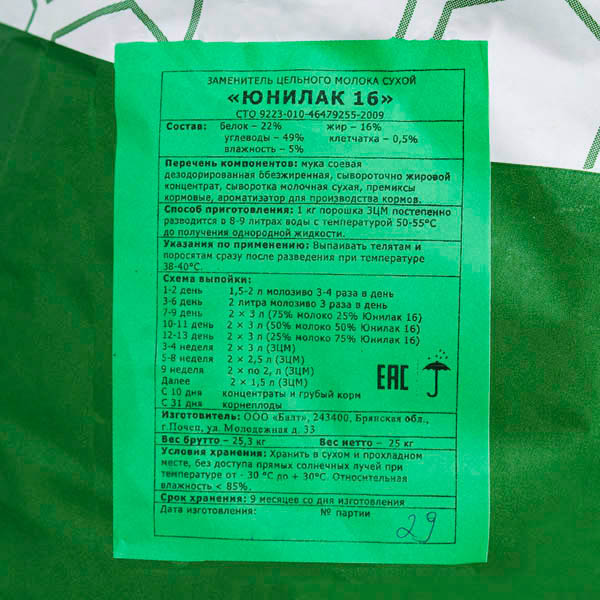 ЗАМЕНИТЕЛЬ ЦЕЛЬНОГО МОЛОКА СУХОЙ
«ЮНИЛАК 16»
СТО 9223-010-46479255-2009
Состав: белок – 22% жир – 16%
углеводы – 49% клетчатка – 0,5%
влажность – 5%
Перечень компонентов: мука соевая
дезодорированная ббезжиренная, сывороточно жировой
концентрат, сыворотка молочная сухая, премиксы
кормовые, ароматизатор для производства кормов.
Способ приготовления: 1 кг порошка ЗЦМ постепенно
разводится в 8-9 литрах воды с температурой 50-55°С
до получения однородной жидкости.
Указания по применению: Выпаивать телятам и
поросятам сразу после разведения при температуре
38-40°С.
Схема выпойки:
1-2 день 1,5-2 л молозиво 3-4 раза в день
3-6 день 2 литра молозиво 3 раза в день
7-9 день 2 × 3 л (75% молоко 25% Юнилак 16)
10-11 день 2 × 3 л (50% молоко 50% Юнилак 16)
12-13 день 2 × 3 л (25% молоко 75% Юнилак 16)
3-4 неделя 2 × 3 л (ЗЦМ)
5-8 неделя 2 × 2,5 л (ЗЦМ)
9 неделя 2 × по 2, л (ЗЦМ)
Далее 2 × 1,5 л (ЗЦМ)
С 10 дня концентраты и грубый корм
С 31 дня корнеплоды
ЕАС
Изготовитель: ООО «Балт», 243400, Брянская обл.,
г Почеп, ул. Молодежная д. 33
Вес брутто – 25,3 кг Вес нетто – 25 кг
Условия хранения: Хранить в сухом и прохладном
месте, без доступа прямых солнечных лучей при
температуре от - 30 °С до + 30°С. Относительная
влажность < 85%.
Срок хранения: 9 месяцев со дня изготовления
Дата изготовления: № партии
29